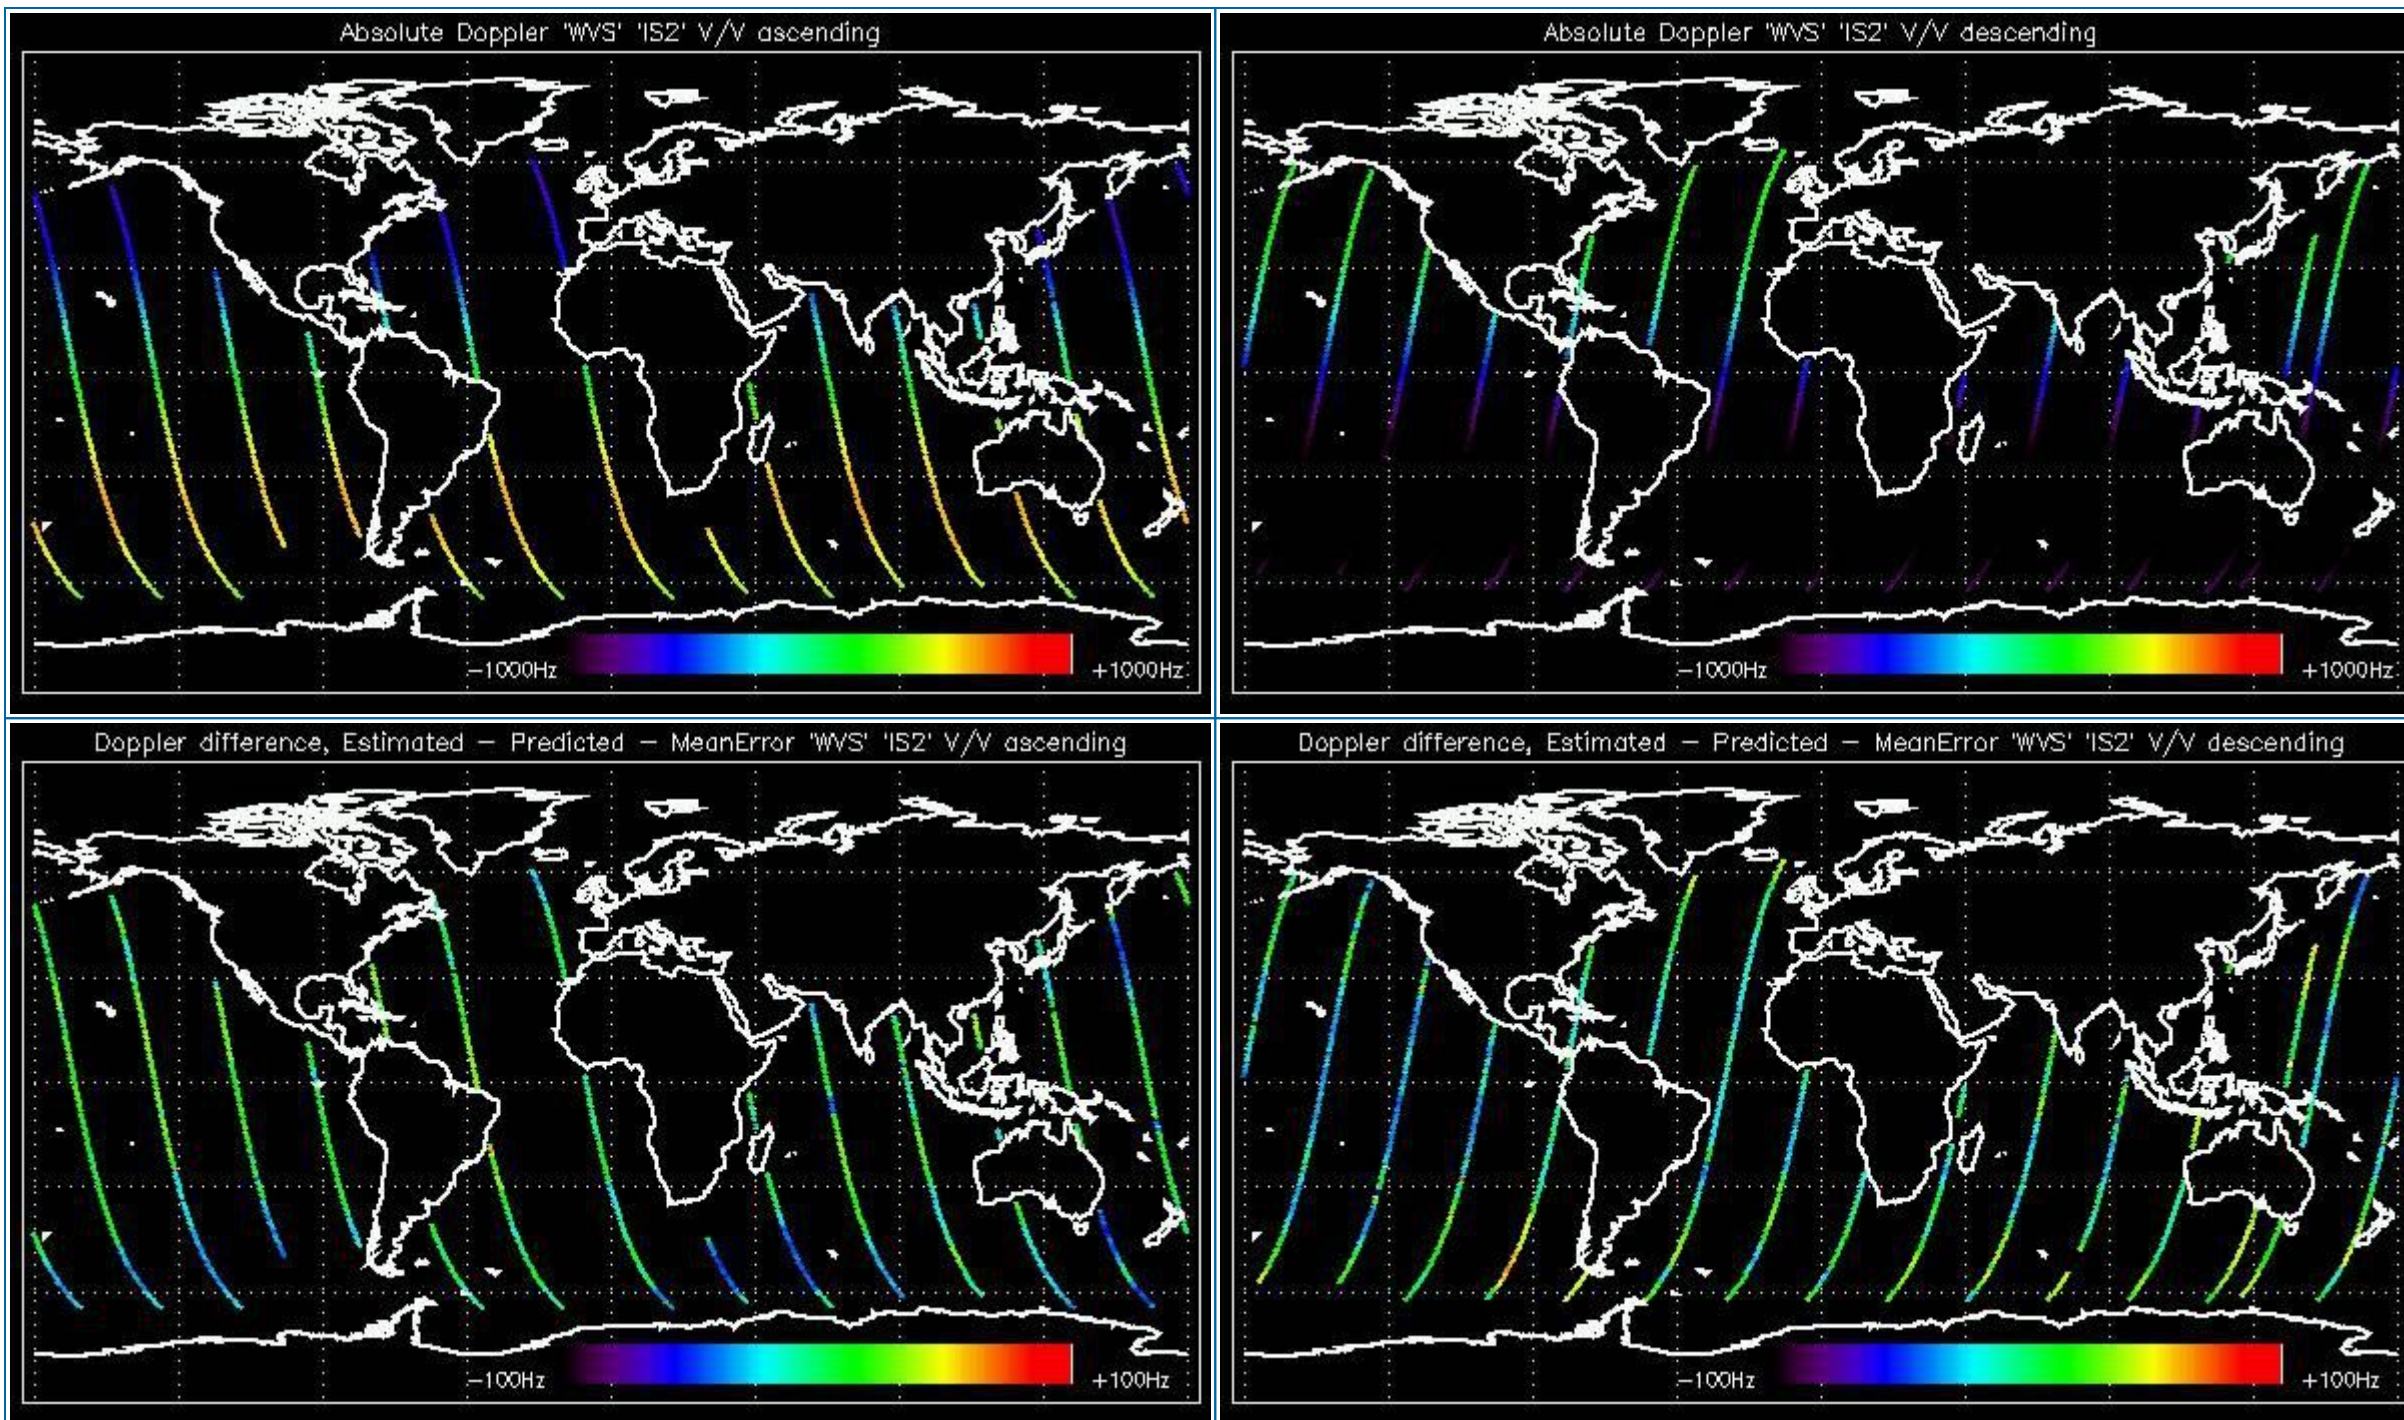 Absolute Doppler 'WVS' 'IS2' V/V ascending
-1000Hz
+1000Hz
Absolute Doppler 'WVS' 'IS2' V/V descending
-1000Hz
+1000Hz
Doppler difference, Estimated - Predicted - MeanError 'WVS' 'IS2' V/V ascending
-100Hz
+100Hz
Doppler difference, Estimated - Predicted - MeanError 'WVS' 'IS2' V/V descending
-100Hz
+100Hz